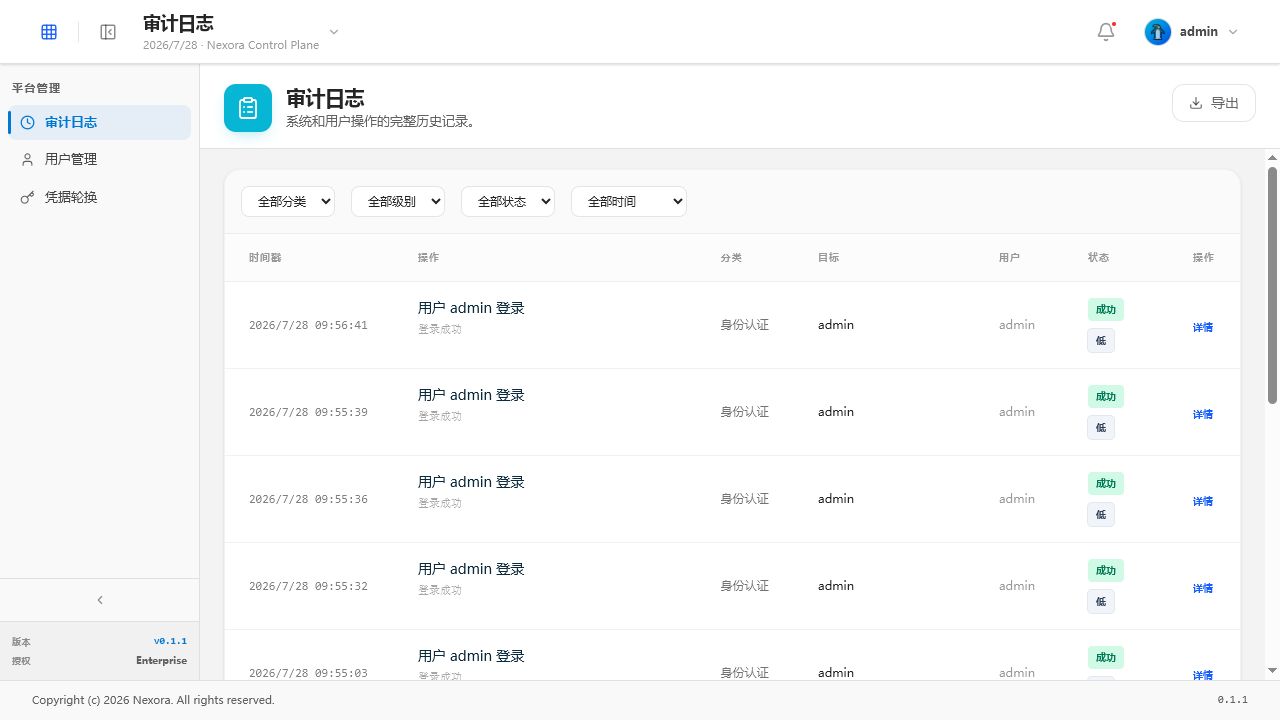 审计日志
2026/7/28 · Nexora Control Plane
admin
平台管理
审计日志
用户管理
凭据轮换
版本 v0.1.1
授权 Enterprise
审计日志
系统和用户操作的完整历史记录。
导出
全部分类 全部级别 全部状态 全部时间
时间戳 操作 分类 目标 用户 状态 操作
2026/7/28 09:56:41 用户 admin 登录 登录成功 身份认证 admin admin 成功 低 详情
2026/7/28 09:55:39 用户 admin 登录 登录成功 身份认证 admin admin 成功 低 详情
2026/7/28 09:55:36 用户 admin 登录 登录成功 身份认证 admin admin 成功 低 详情
2026/7/28 09:55:32 用户 admin 登录 登录成功 身份认证 admin admin 成功 低 详情
2026/7/28 09:55:03 用户 admin 登录 登录成功 身份认证 admin admin 成功 详情
Copyright (c) 2026 Nexora. All rights reserved.
0.1.1